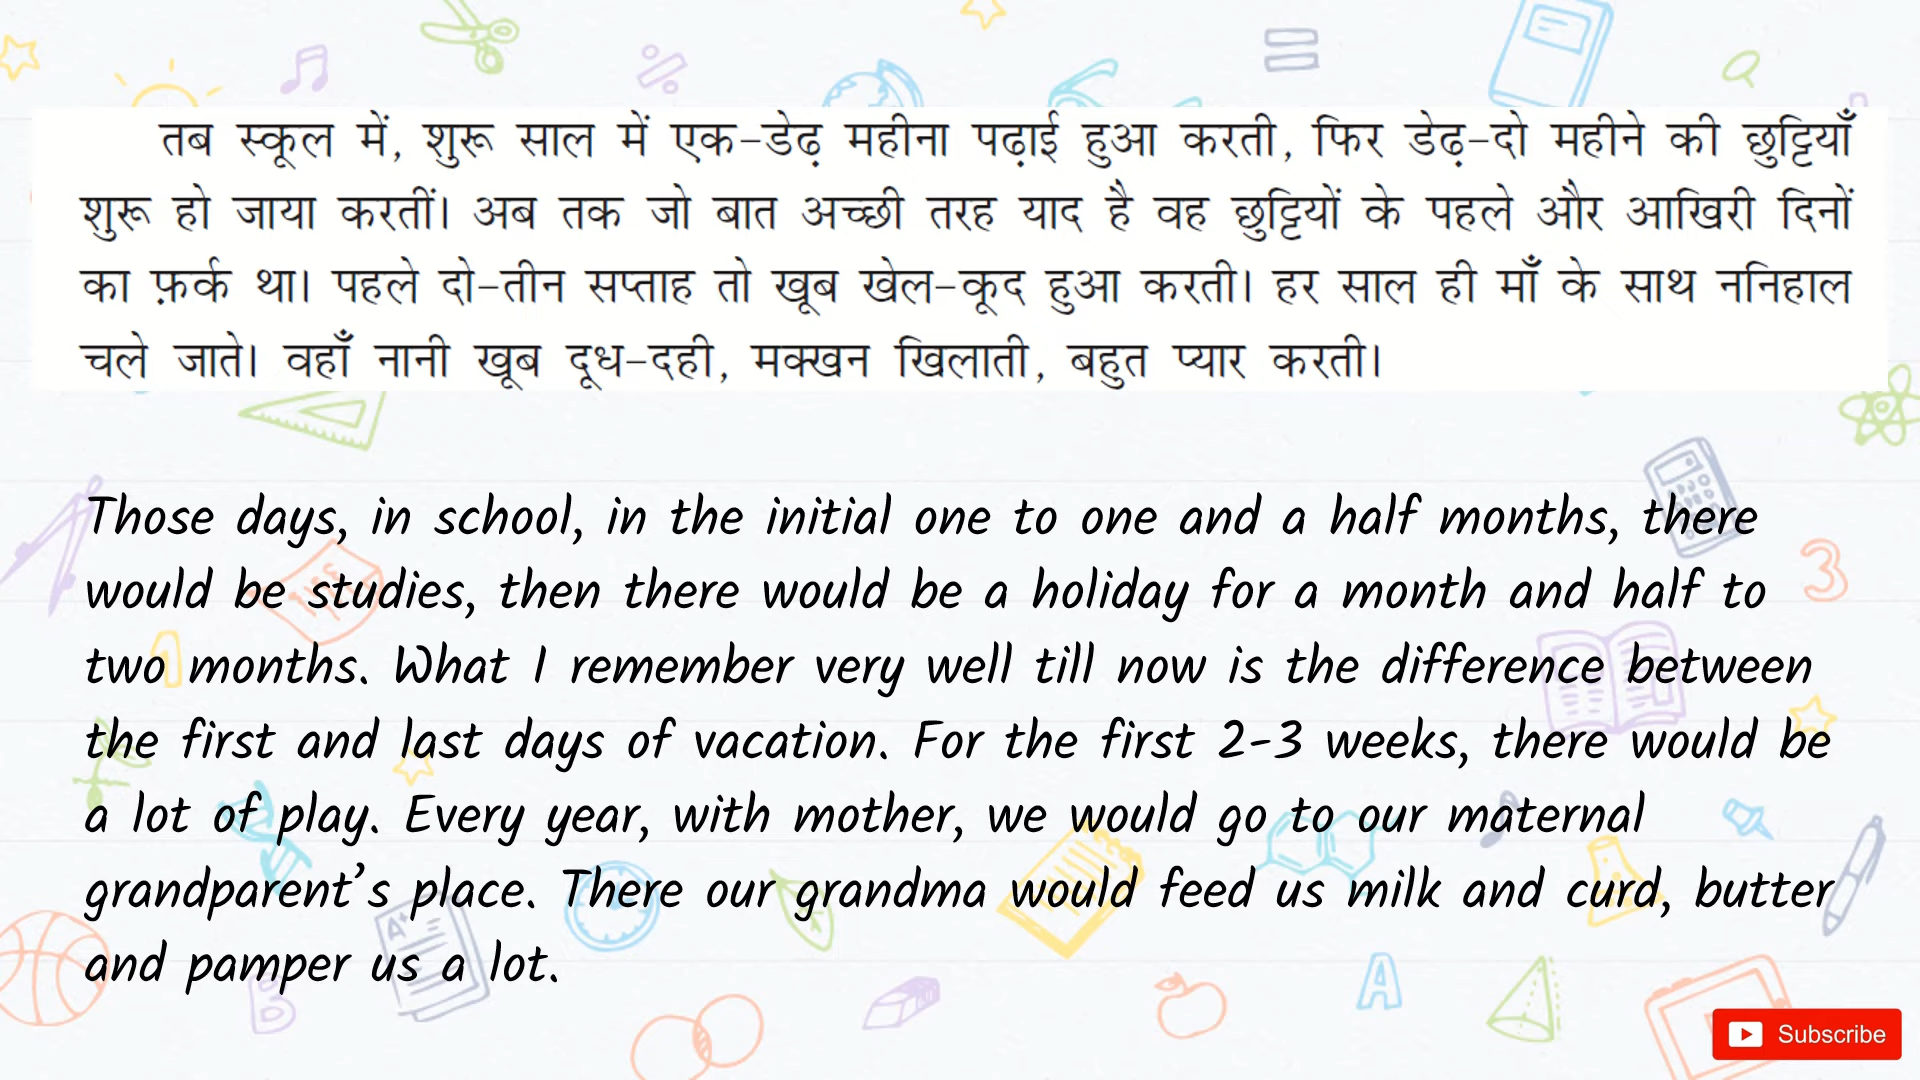 तब स्कूल में, शुरू साल में एक-डेढ़ महीना पढ़ाई हुआ करती, फिर डेढ़-दो महीने की छुट्टियाँ
शुरू हो जाया करतीं। अब तक जो बात अच्छी तरह याद है वह छुट्टियों के पहले और आखिरी दिनों
का फ़र्क था। पहले दो-तीन सप्ताह तो खूब खेल-कूद हुआ करती। हर साल ही माँ के साथ ननिहाल
चले जाते। वहाँ नानी खूब दूध-दही, मक्खन खिलाती, बहुत प्यार करती।
Those days, in school, in the initial one to one and a half months, there
would be studies, then there would be a holiday for a month and half to
two months. What I remember very well till now is the difference between
the first and last days of vacation. For the first 2-3 weeks, there would be
a lot of play. Every year, with mother, we would go to our maternal
grandparent’s place. There our grandma would feed us milk and curd, butter
and pamper us a lot.
Subscribe